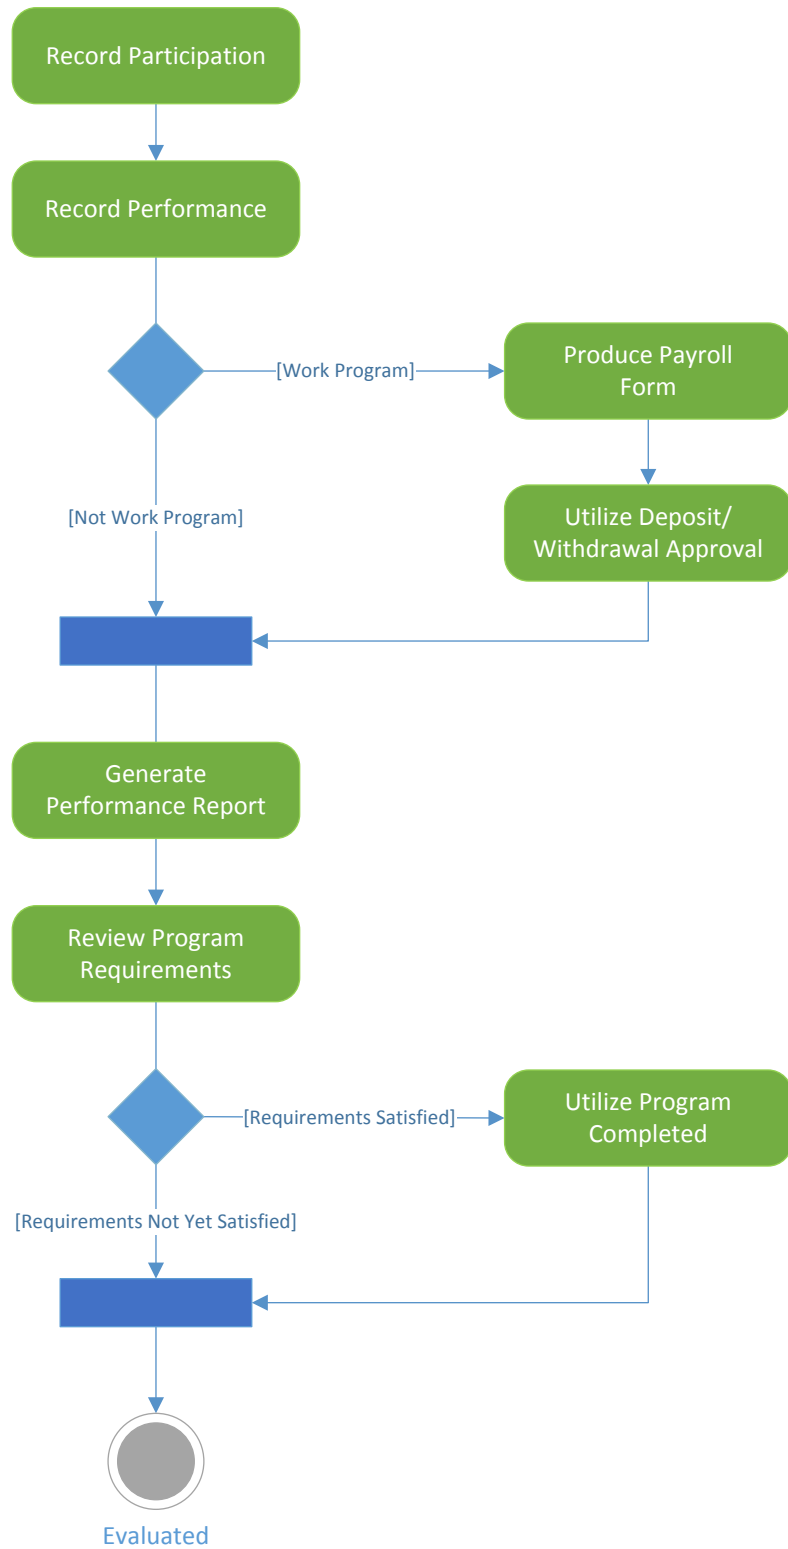 Record Participation
Record Performance
[Work Program]
Produce Payroll
Form
[Not Work Program]
Utilize Deposit/
Withdrawal Approval
Generate
Performance Report
Review Program
Requirements
[Requirements Satisfied]
Utilize Program
Completed
[Requirements Not Yet Satisfied]
Evaluated